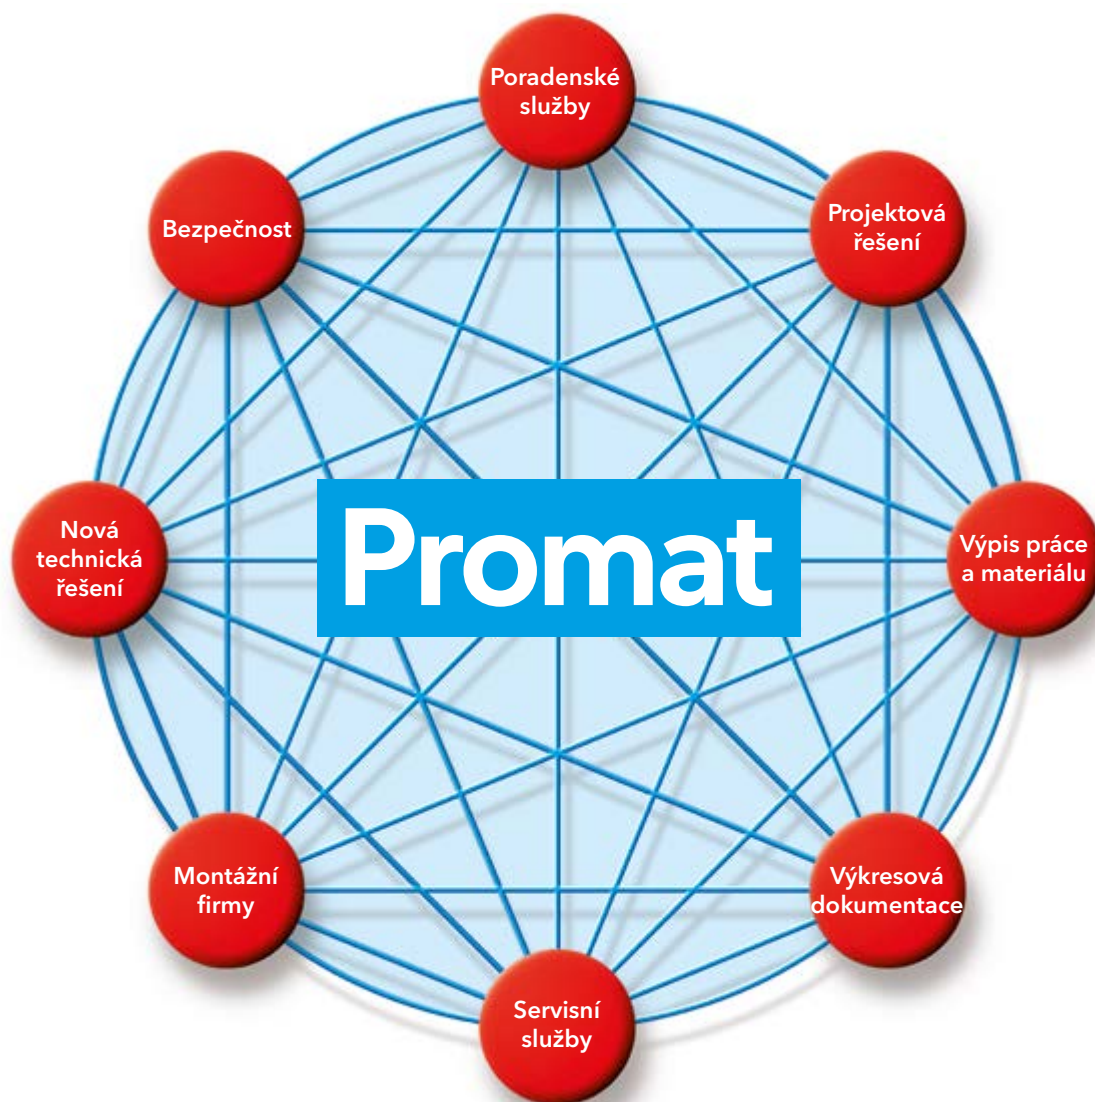 Poradenské
služby
Bezpečnost
Projektová
řešení
Nová
technická
řešení
Promat
Výpis práce
a materiálu
Montážní
firmy
Výkresová
dokumentace
Servisní
služby